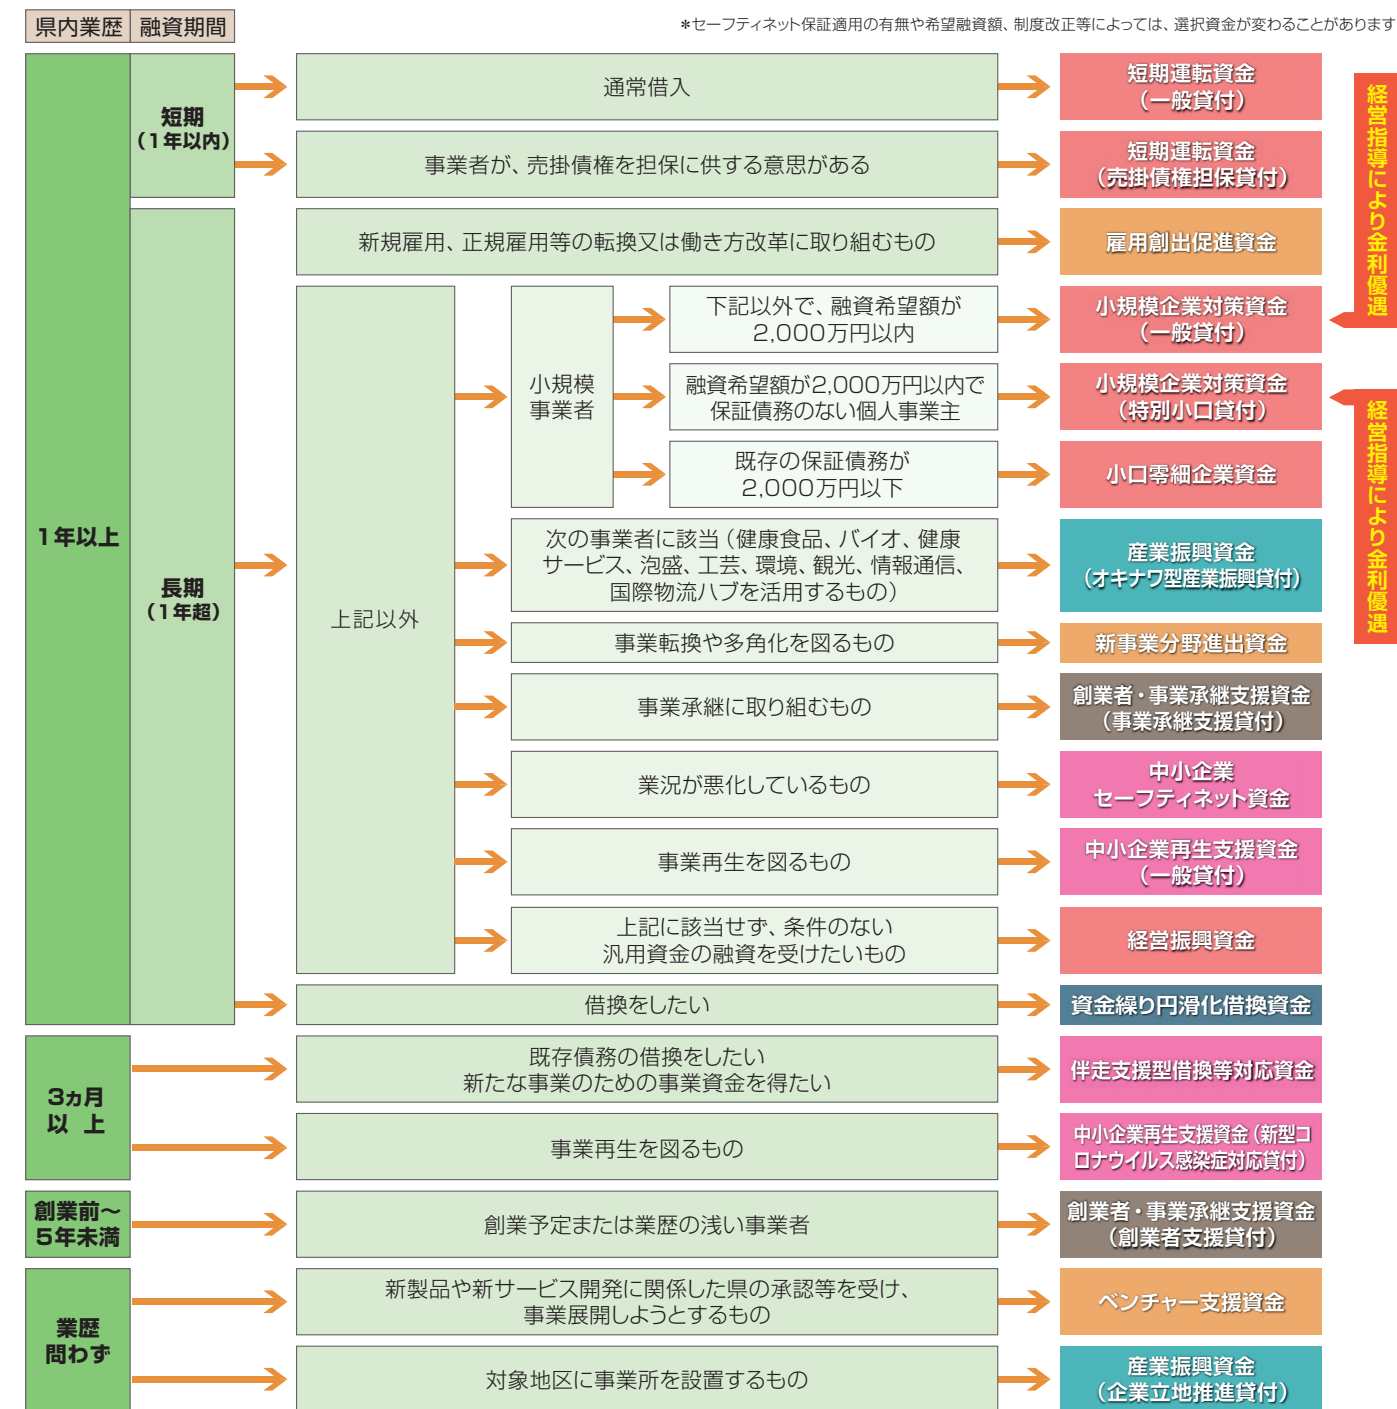 県内業歴 融資期間
*セーフティネット保証適用の有無や希望融資額、制度改正等によっては、選択資金が変わることがあります
1年以上
短期
（1年以内）
通常借入
短期運転資金
（一般貸付）
事業者が、売掛債権を担保に供する意思がある
短期運転資金
（売掛債権担保貸付）
長期
（1年超）
新規雇用、正規雇用等の転換又は働き方改革に取り組むもの
雇用創出促進資金
上記以外
小規模
事業者
下記以外で、融資希望額が
2,000万円以内
小規模企業対策資金
（一般貸付）
経営指導により金利優遇
融資希望額が2,000万円以内で
保証債務のない個人事業主
小規模企業対策資金
（特別小口貸付）
経営指導により金利優遇
既存の保証債務が
2,000万円以下
小口零細企業資金
次の事業者に該当（健康食品、バイオ、健康
サービス、泡盛、工芸、環境、観光、情報通信、
国際物流ハブを活用するもの）
産業振興資金
（オキナワ型産業振興貸付）
事業転換や多角化を図るもの
新事業分野進出資金
事業承継に取り組むもの
創業者・事業承継支援資金
（事業承継支援貸付）
業況が悪化しているもの
中小企業
セーフティネット資金
事業再生を図るもの
中小企業再生支援資金
（一般貸付）
上記に該当せず、条件のない
汎用資金の融資を受けたいもの
経営振興資金
借換をしたい
資金繰り円滑化借換資金
3ヵ月
以 上
既存債務の借換をしたい
新たな事業のための事業資金を得たい
伴走支援型借換等対応資金
事業再生を図るもの
中小企業再生支援資金（新型コ
ロナウイルス感染症対応貸付）
創業前～
5年未満
創業予定または業歴の浅い事業者
創業者・事業承継支援資金
（創業者支援貸付）
業歴
問わず
新製品や新サービス開発に関係した県の承認等を受け、
事業展開しようとするもの
ベンチャー支援資金
対象地区に事業所を設置するもの
産業振興資金
（企業立地推進貸付）